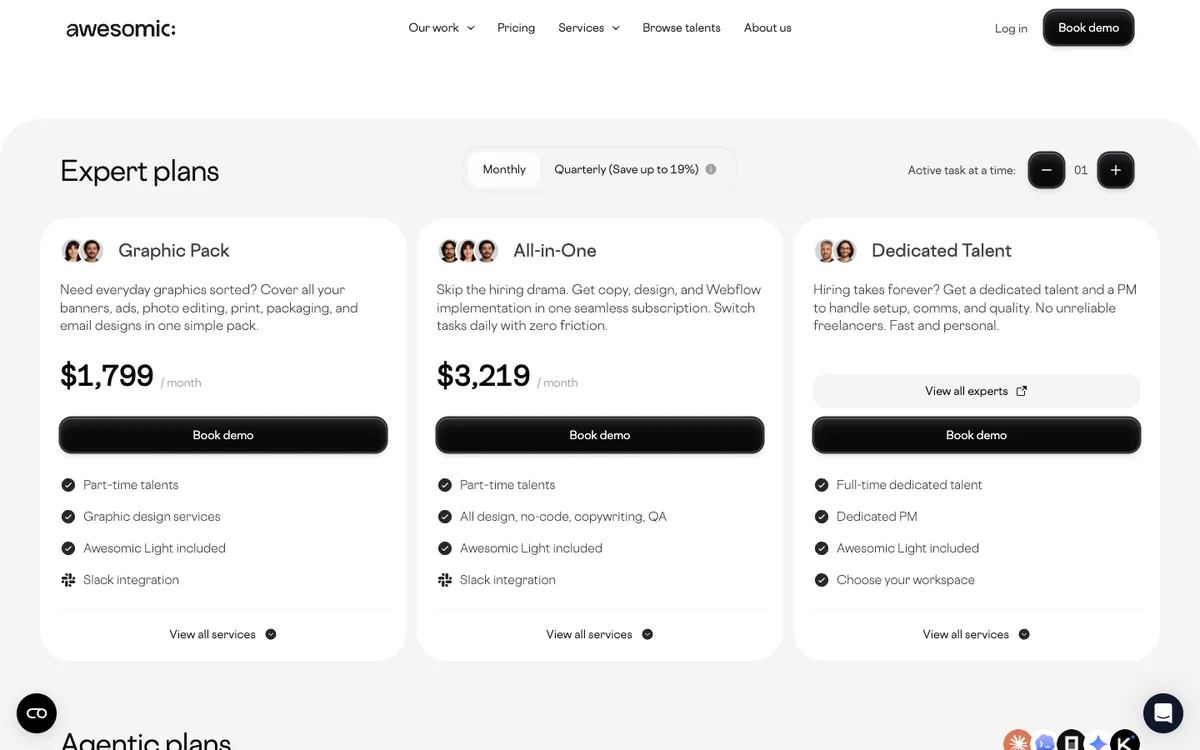 awesomic:
Our work
Pricing
Services
Browse talents
About us
Log in
Book demo
Expert plans
Monthly
Quarterly (Save up to 19%)
Active task at a time:
01
Graphic Pack
Need everyday graphics sorted? Cover all your
banners, ads, photo editing, print, packaging, and
email designs in one simple pack.
$1,799 / month
Book demo
Part-time talents
Graphic design services
Awesomic Light included
Slack integration
View all services
All-in-One
Skip the hiring drama. Get copy, design, and Webflow
implementation in one seamless subscription. Switch
tasks daily with zero friction.
$3,219 / month
Book demo
Part-time talents
All design, no-code, copywriting, QA
Awesomic Light included
Slack integration
View all services
Dedicated Talent
Hiring takes forever? Get a dedicated talent and a PM
to handle setup, comms, and quality. No unreliable
freelancers. Fast and personal.
View all experts
Book demo
Full-time dedicated talent
Dedicated PM
Awesomic Light included
Choose your workspace
View all services
Agentic plans